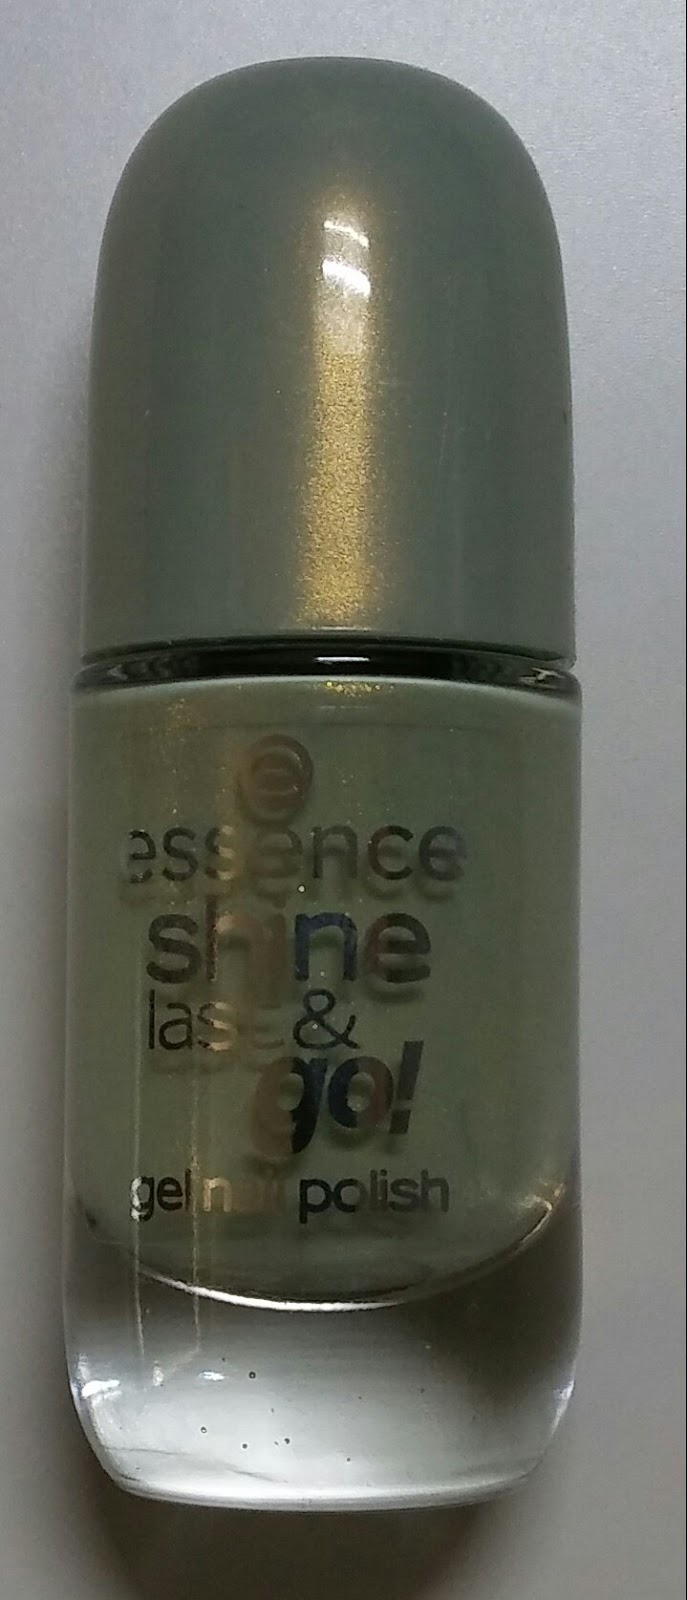 e
essence
shine
last &
go!
gel nail polish